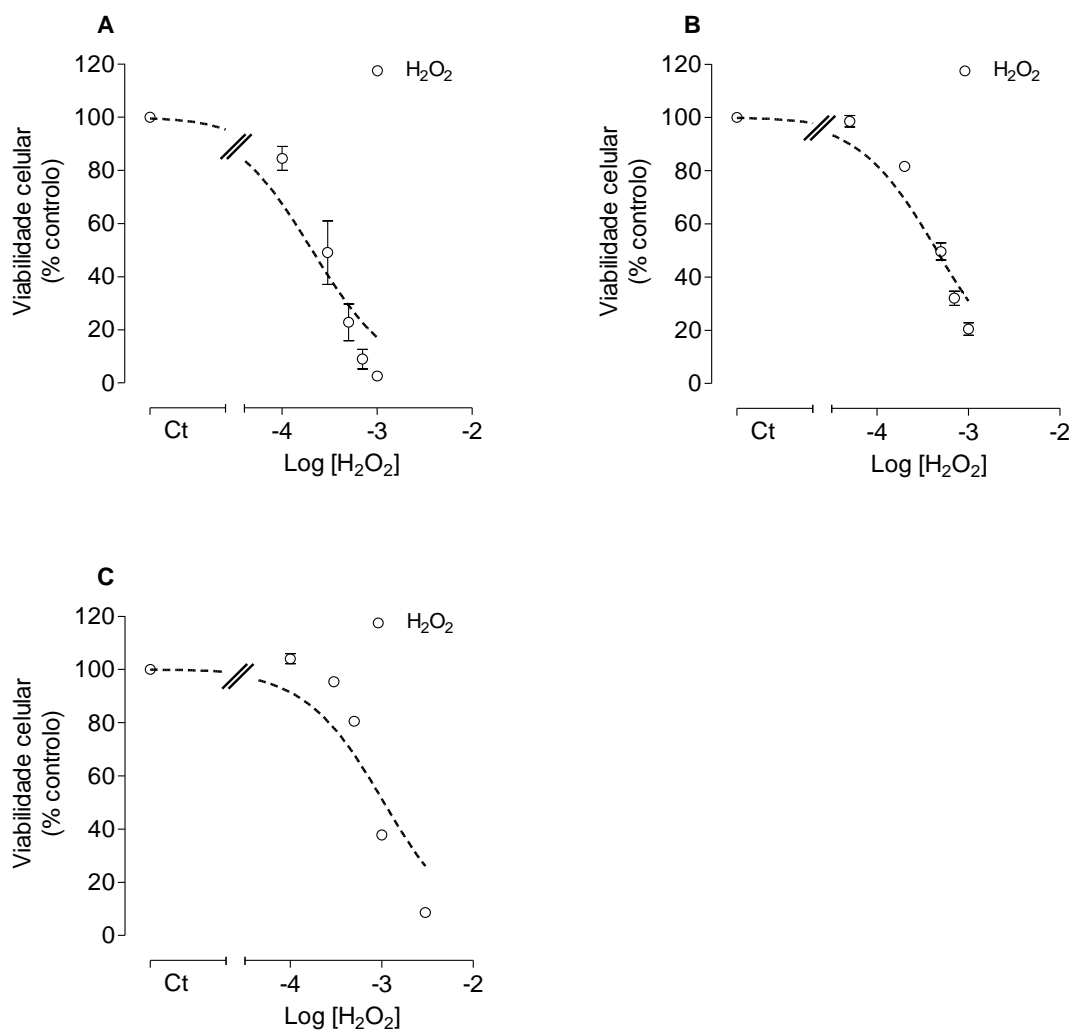 A
H₂O₂
120
100
80
60
40
20
0
Viabilidade celular
(% controlo)
Ct
-4
-3
-2
Log [H₂O₂]
B
H₂O₂
120
100
80
60
40
20
0
Viabilidade celular
(% controlo)
Ct
-4
-3
-2
Log [H₂O₂]
C
H₂O₂
120
100
80
60
40
20
0
Viabilidade celular
(% controlo)
Ct
-4
-3
-2
Log [H₂O₂]